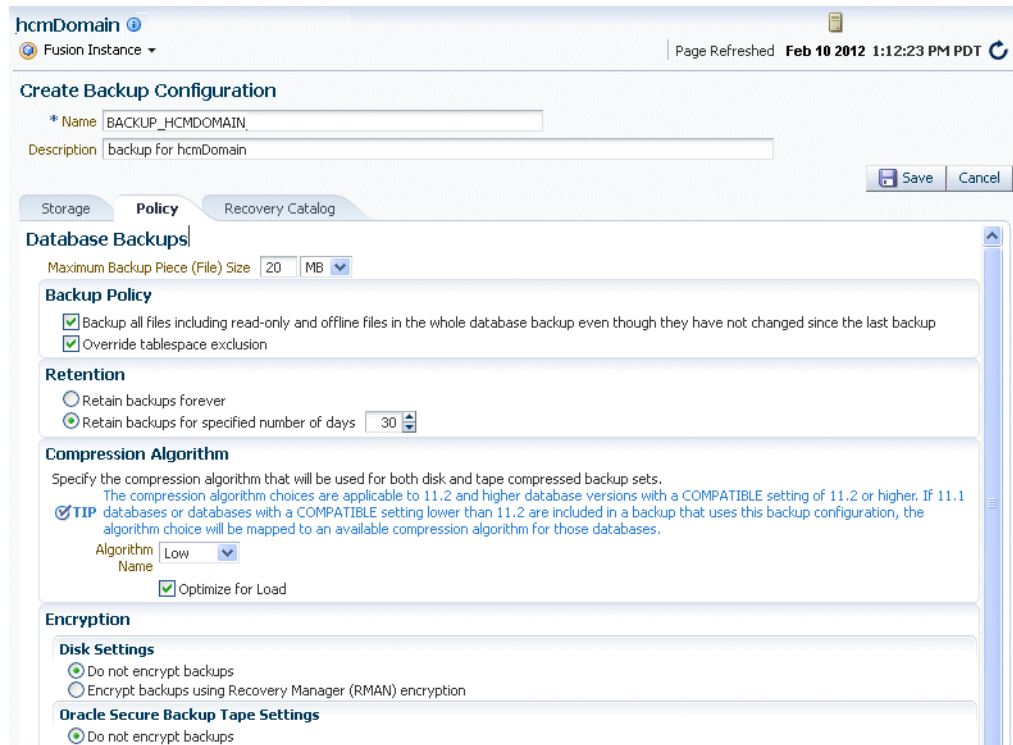 hcmDomain
Fusion Instance
Page Refreshed Feb 10 2012 1:12:23 PM PDT
Create Backup Configuration
* Name BACKUP_HCMDOMAIN
Description backup for hcmDomain
Save Cancel
Storage Policy Recovery Catalog
Database Backups
Maximum Backup Piece (File) Size 20 MB
Backup Policy
Backup all files including read-only and offline files in the whole database backup even though they have not changed since the last backup
Override tablespace exclusion
Retention
Retain backups forever
Retain backups for specified number of days 30
Compression Algorithm
Specify the compression algorithm that will be used for both disk and tape compressed backup sets.
The compression algorithm choices are applicable to 11.2 and higher database versions with a COMPATIBLE setting of 11.2 or higher. If 11.1
TIP databases or databases with a COMPATIBLE setting lower than 11.2 are included in a backup that uses this backup configuration, the
algorithm choice will be mapped to an available compression algorithm for those databases.
Algorithm Name Low
Optimize for Load
Encryption
Disk Settings
Do not encrypt backups
Encrypt backups using Recovery Manager (RMAN) encryption
Oracle Secure Backup Tape Settings
Do not encrypt backups